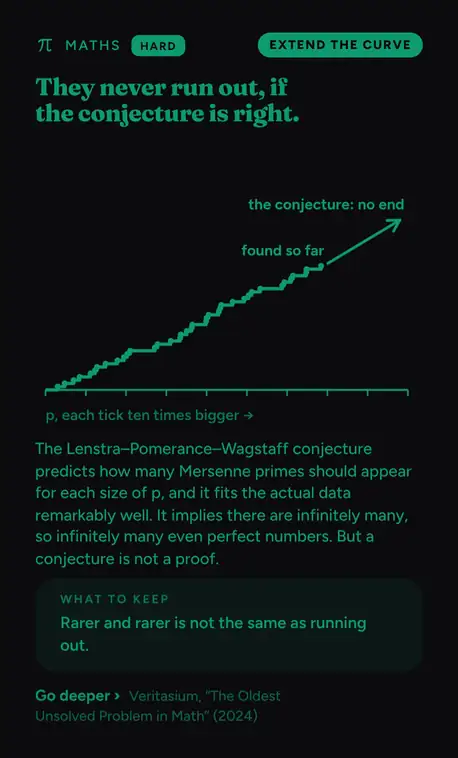 π MATHS HARD EXTEND THE CURVE
They never run out, if
the conjecture is right.
the conjecture: no end
found so far
p, each tick ten times bigger →
The Lenstra–Pomerance–Wagstaff conjecture
predicts how many Mersenne primes should appear
for each size of p, and it fits the actual data
remarkably well. It implies there are infinitely many,
so infinitely many even perfect numbers. But a
conjecture is not a proof.
WHAT TO KEEP
Rarer and rarer is not the same as running
out.
Go deeper › Veritasium, "The Oldest
Unsolved Problem in Math" (2024)